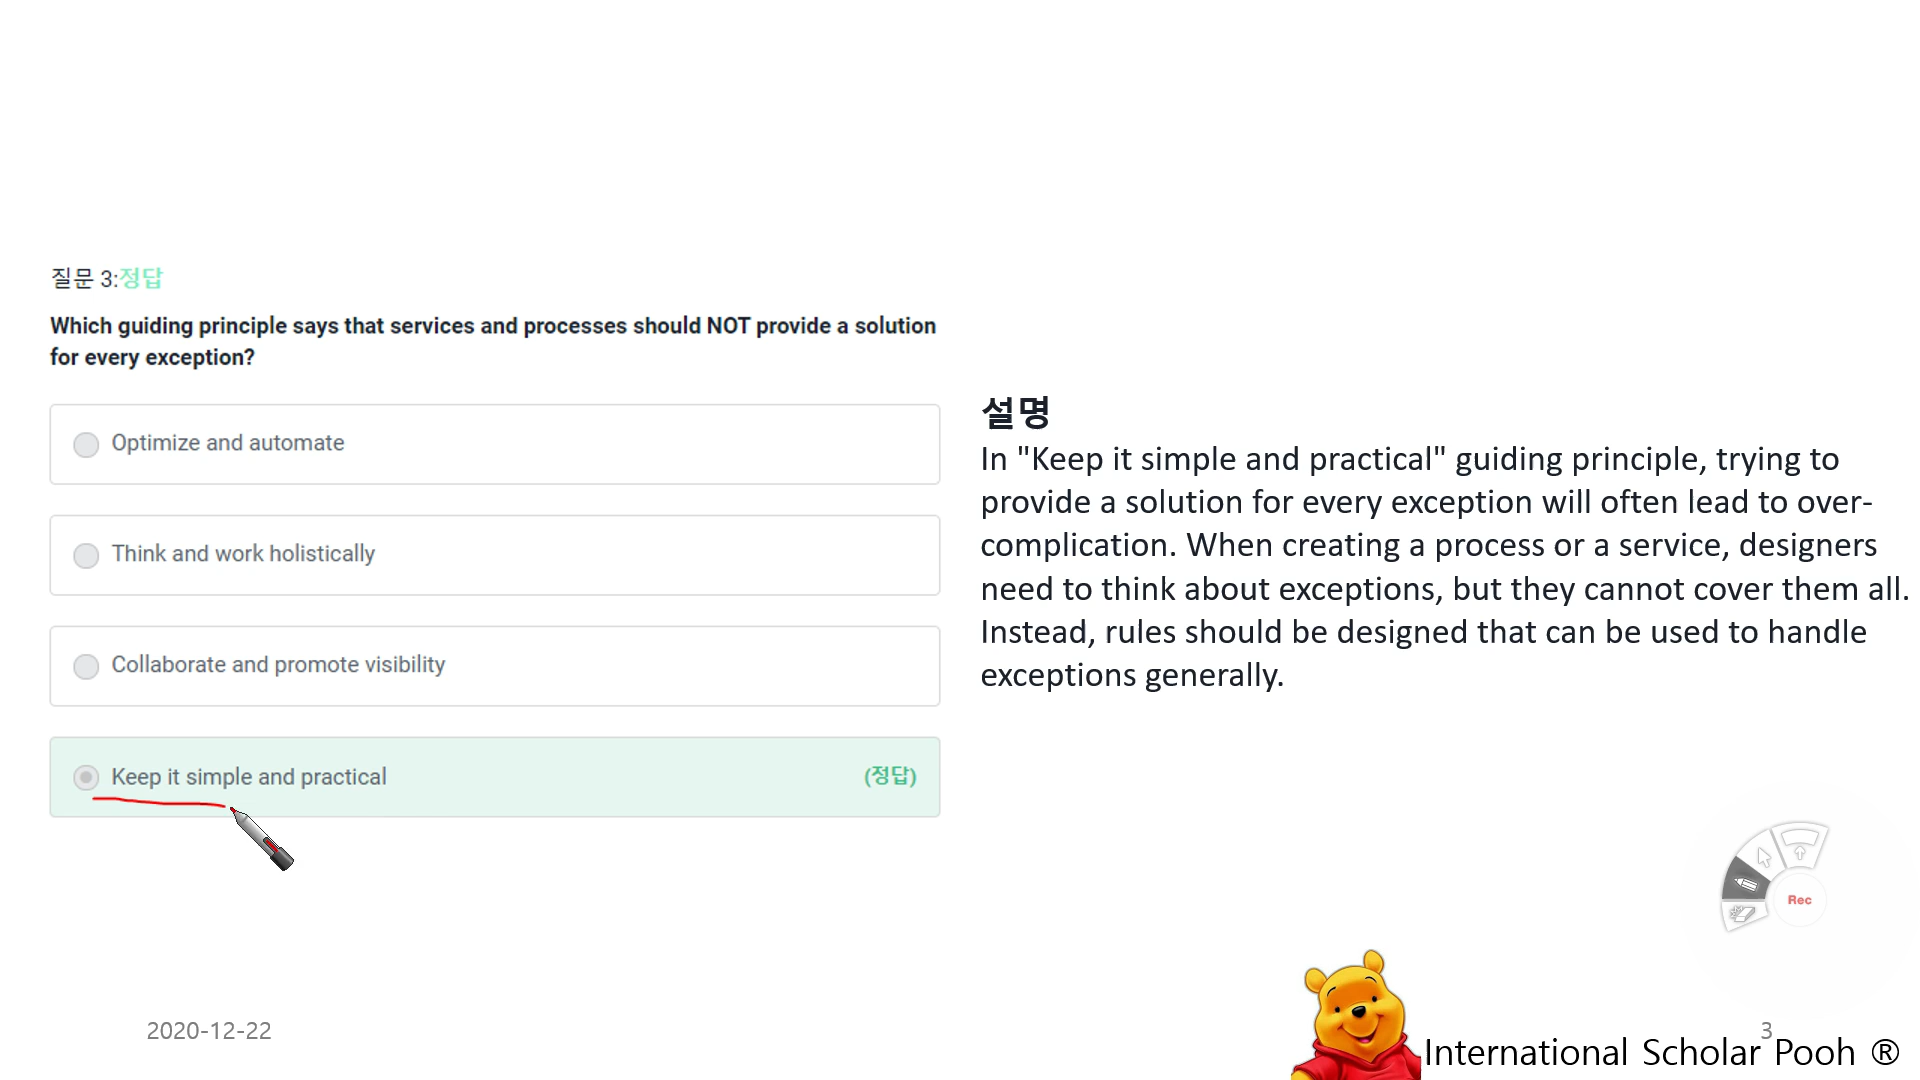 질문 3:정답
Which guiding principle says that services and processes should NOT provide a solution
for every exception?
Optimize and automate
Think and work holistically
Collaborate and promote visibility
Keep it simple and practical (정답)
설명
In "Keep it simple and practical" guiding principle, trying to
provide a solution for every exception will often lead to over-
complication. When creating a process or a service, designers
need to think about exceptions, but they cannot cover them all.
Instead, rules should be designed that can be used to handle
exceptions generally.
Rec
2020-12-22
3
International Scholar Pooh ®